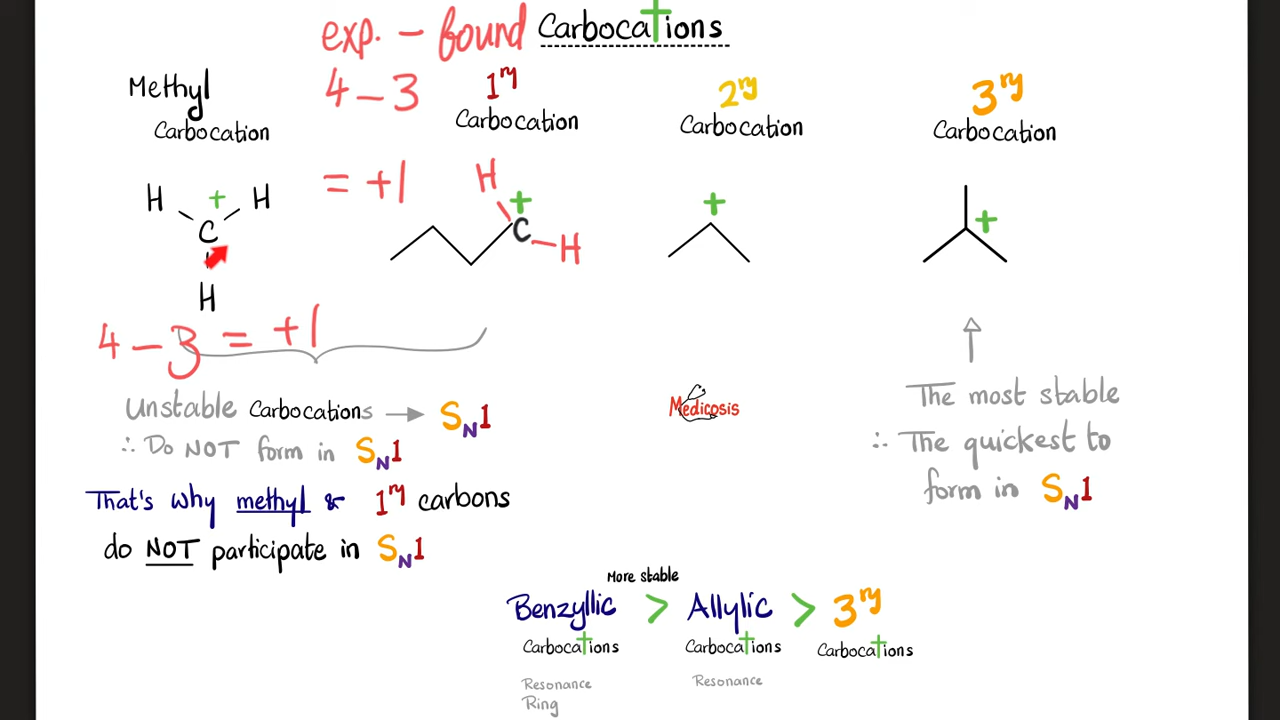 exp. - found Carbocations
4 - 3
Methyl
Carbocation
1ry
Carbocation
2ry
Carbocation
3ry
Carbocation
= +1
H + H
C
H
H +
C - H
+
+
4 - 3 = +1
Unstable Carbocations → SN1
∴ Do NOT form in SN1
That's why methyl & 1ry carbons
do NOT participate in SN1
Medicosis
The most stable
∴ The quickest to
form in SN1
More stable
Benzyllic > Allylic > 3ry
Carbocations Carbocations Carbocations
Resonance Resonance
Ring